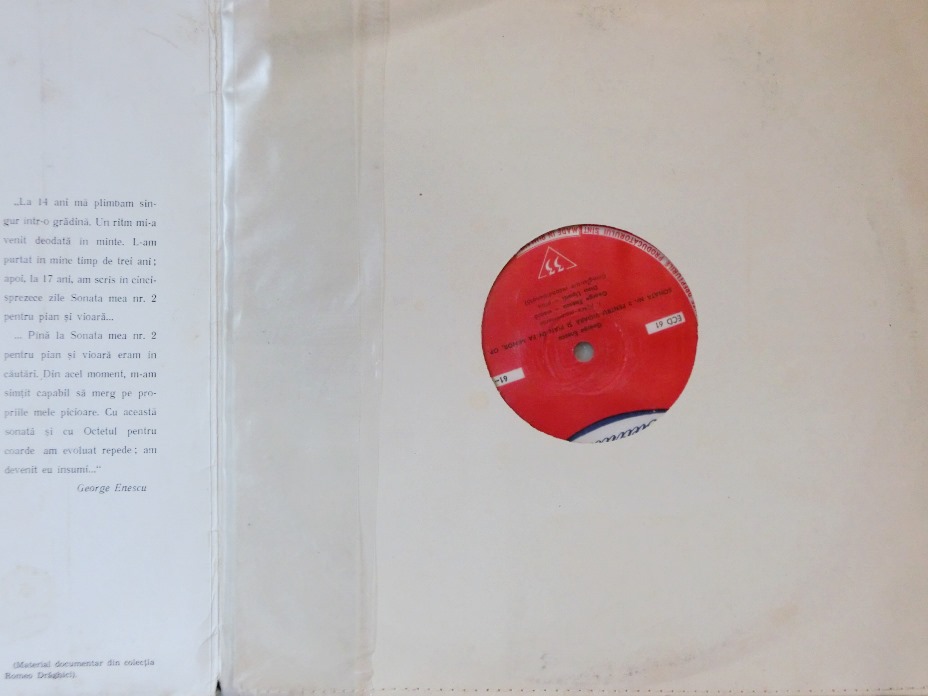 „La 14 ani mă plimbam sin-
gur într-o grădină. Un ritm mi-a
venit deodată în minte. L-am
purtat în mine timp de trei ani ;
apoi, la 17 ani, am scris în cinci-
sprezece zile Sonata mea nr. 2
pentru pian și vioară...
... Pînă la Sonata mea nr. 2
pentru pian și vioară eram în
căutări. Din acel moment, m-am
simțit capabil să merg pe pro-
priile mele picioare. Cu această
sonată și cu Octetul pentru
coarde am evoluat repede ; am
devenit eu însumi...“
George Enescu
(Material documentar din colecția
Romeo Drăghici).
ECD 61
George Enescu
33